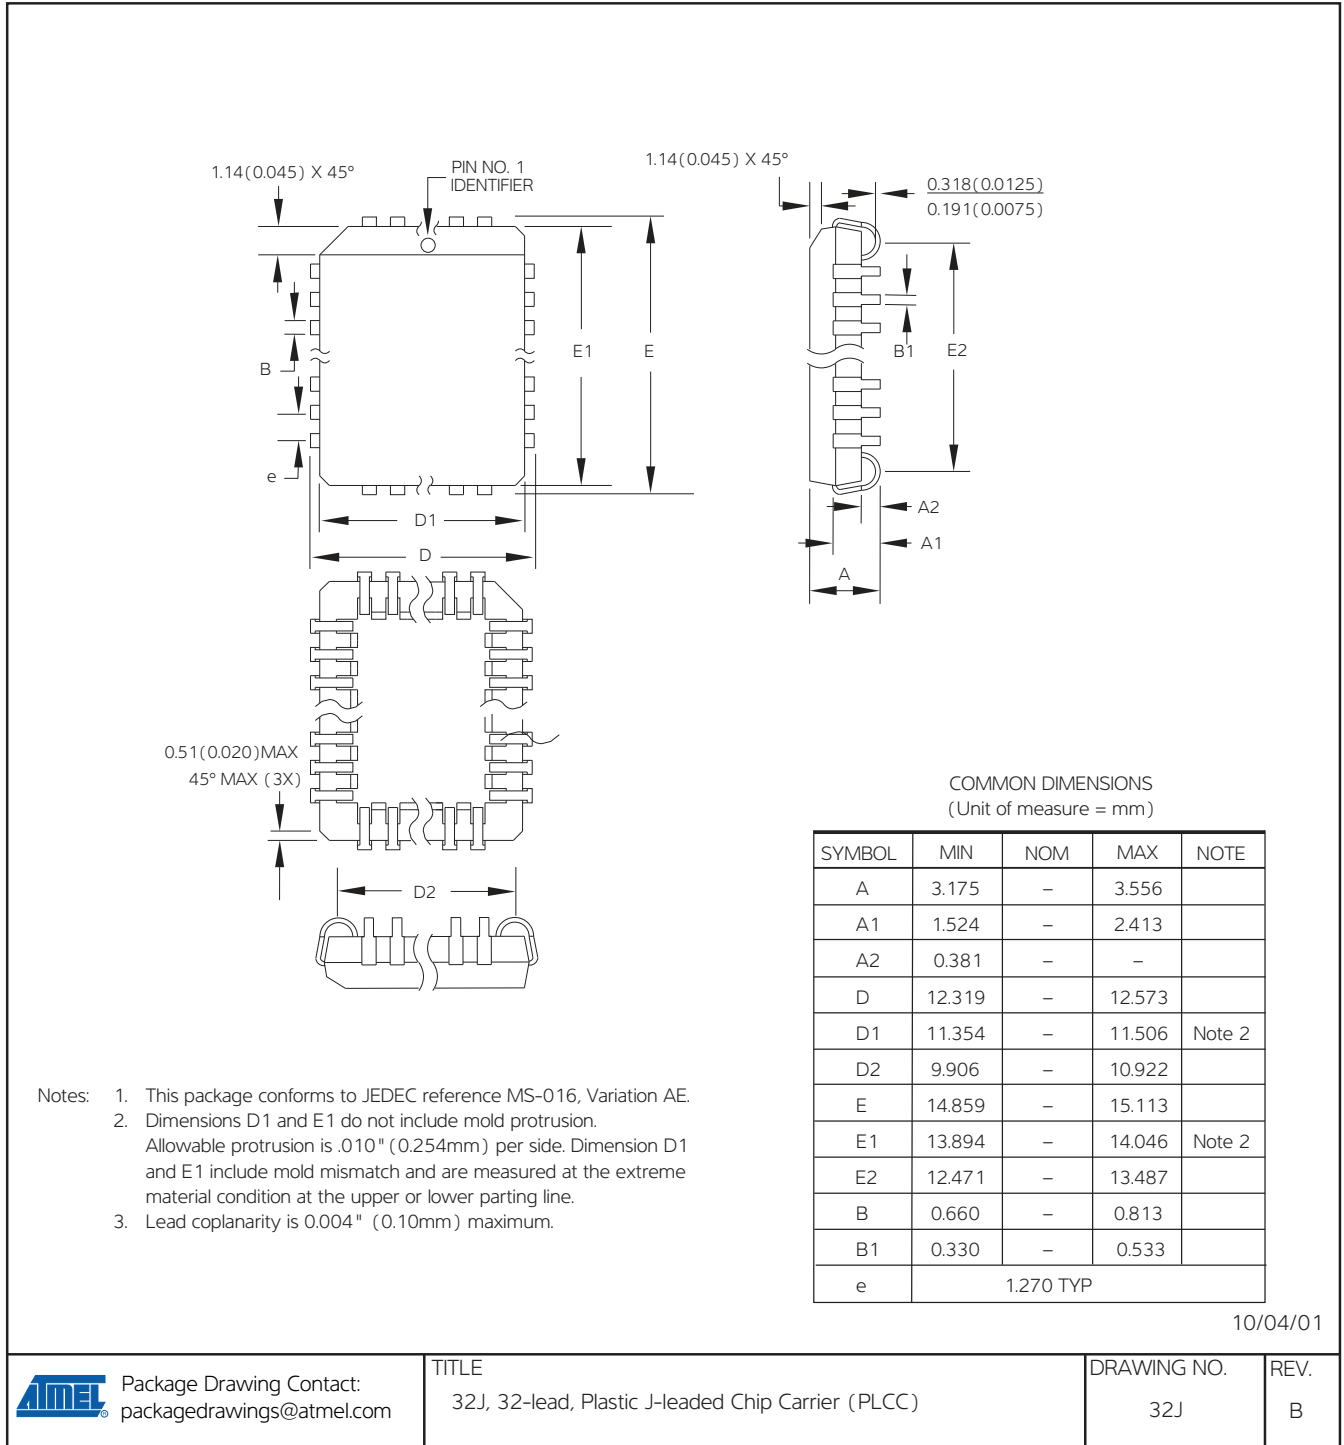 1.14(0.045) X 45°
PIN NO. 1
IDENTIFIER
1.14(0.045) X 45°
0.318(0.0125)
0.191(0.0075)
B
e
E1
E
B1
E2
D1
D
A2
A1
A
0.51(0.020)MAX
45° MAX (3X)
D2
COMMON DIMENSIONS
(Unit of measure = mm)
SYMBOL MIN NOM MAX NOTE
A 3.175 – 3.556
A1 1.524 – 2.413
A2 0.381 – –
D 12.319 – 12.573
D1 11.354 – 11.506 Note 2
D2 9.906 – 10.922
E 14.859 – 15.113
E1 13.894 – 14.046 Note 2
E2 12.471 – 13.487
B 0.660 – 0.813
B1 0.330 – 0.533
e 1.270 TYP
Notes: 1. This package conforms to JEDEC reference MS-016, Variation AE.
2. Dimensions D1 and E1 do not include mold protrusion.
Allowable protrusion is .010"(0.254mm) per side. Dimension D1
and E1 include mold mismatch and are measured at the extreme
material condition at the upper or lower parting line.
3. Lead coplanarity is 0.004" (0.10mm) maximum.
10/04/01
ATMEL ®
Package Drawing Contact:
packagedrawings@atmel.com
TITLE
32J, 32-lead, Plastic J-leaded Chip Carrier (PLCC)
DRAWING NO.
32J
REV.
B